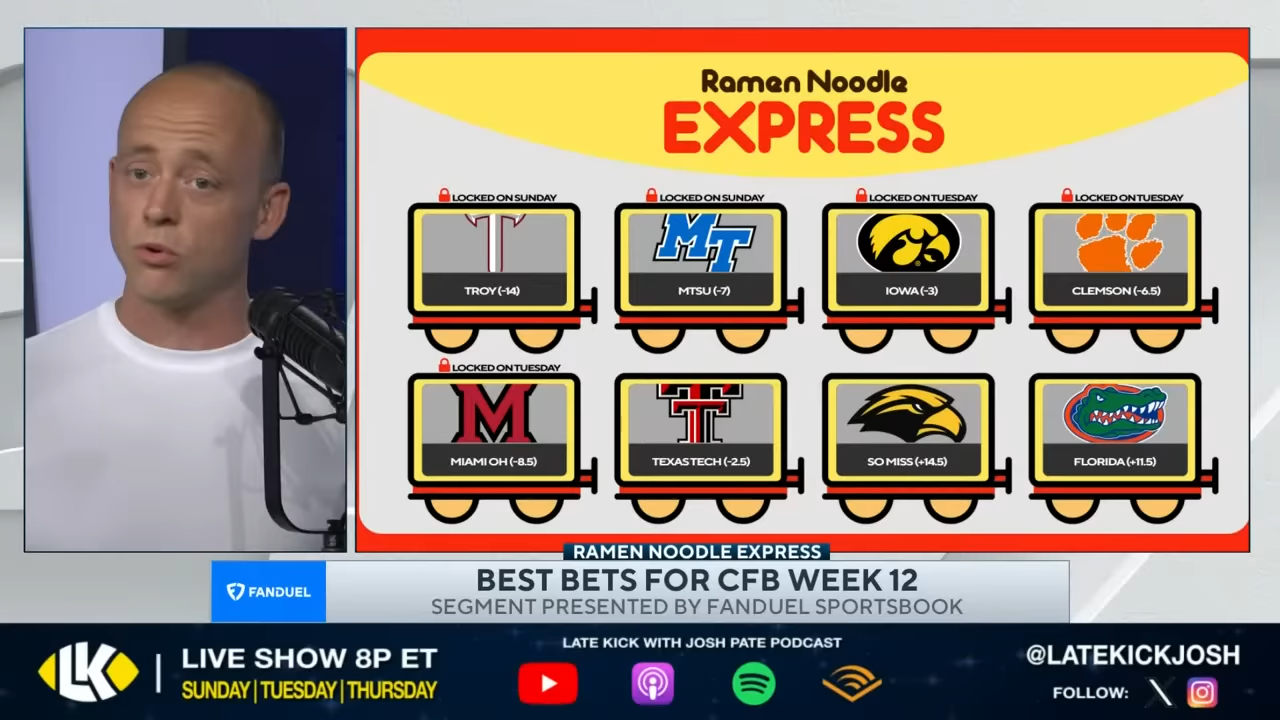 Ramen Noodle
EXPRESS
LOCKED ON SUNDAY
LOCKED ON SUNDAY
LOCKED ON TUESDAY
LOCKED ON TUESDAY
T
MT
TROY (-14)
MTSU (-7)
IOWA (-3)
CLEMSON (-6.5)
LOCKED ON TUESDAY
M
TT
MIAMI OH (-8.5)
TEXAS TECH (-2.5)
SO MISS (+14.5)
FLORIDA (+11.5)
RAMEN NOODLE EXPRESS
FANDUEL
BEST BETS FOR CFB WEEK 12
SEGMENT PRESENTED BY FANDUEL SPORTSBOOK
LK
LIVE SHOW 8P ET
SUNDAY | TUESDAY | THURSDAY
LATE KICK WITH JOSH PATE PODCAST
@LATEKICKJOSH
FOLLOW: